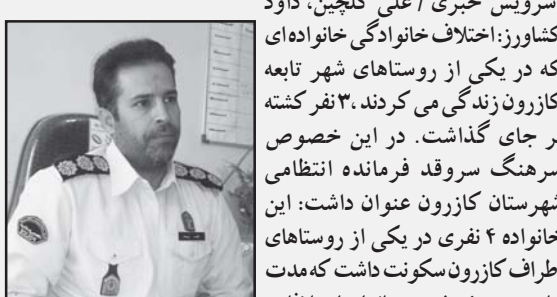 سرویس خبری / علی گلچین، داود
کشاورز: اختلاف خانوادگی خانواده‌ای
که در یکی از روستاهای شهر تابعه
کازرون زندگی می کردند، ۳ نفر کشته
بر جای گذاشت. در این خصوص
سرهنگ سروقد فرمانده انتظامی
شهرستان کازرون عنوان داشت: این
خانواده ۴ نفری در یکی از روستاهای
طراف کازرون سکونت داشت که مدت